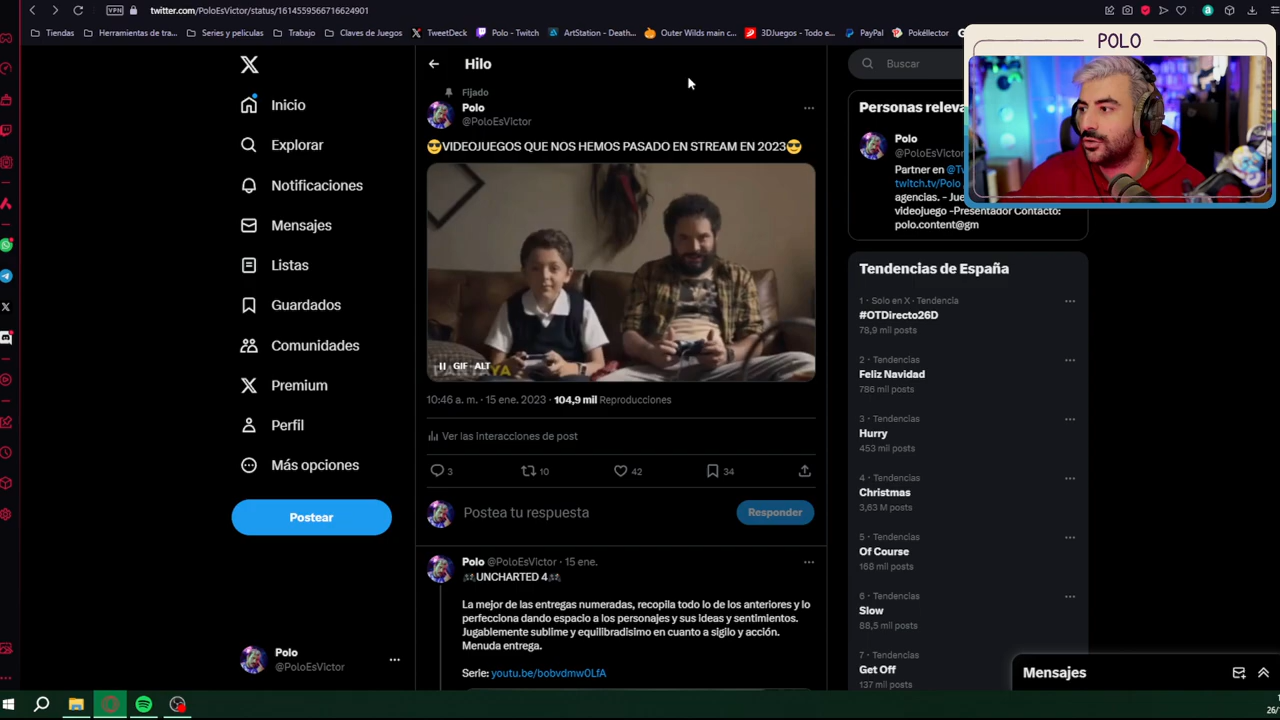 twitter.com/PoloEsVictor/status/1614559566716624901
VPN
Tiendas
Herramientas de tra...
Series y peliculas
Trabajo
Claves de Juegos
TweetDeck
Polo - Twitch
ArtStation - Death...
Outer Wilds main c...
3DJuegos - Todo e...
PayPal
Pokéllector
POLO
Inicio
Explorar
Notificaciones
Mensajes
Listas
Guardados
Comunidades
Premium
Perfil
Más opciones
Postear
Polo
@PoloEsVictor
Hilo
Fijado
Polo
@PoloEsVictor
😎VIDEOJUEGOS QUE NOS HEMOS PASADO EN STREAM EN 2023😎
GIF ALT
10:46 a. m. · 15 ene. 2023 · 104,9 mil Reproducciones
Ver las interacciones de post
3
10
42
34
Postea tu respuesta
Responder
Polo @PoloEsVictor · 15 ene.
🎮UNCHARTED 4🎮
La mejor de las entregas numeradas, recopila todo lo de los anteriores y lo
perfecciona dando espacio a los personajes y sus ideas y sentimientos.
Jugablemente sublime y equilibradisimo en cuanto a sigilo y acción.
Menuda entrega.
Serie: youtu.be/bobvdmw0LfA
Buscar
Personas releva
Polo
@PoloEsVictor
Partner en @Tw
twitch.tv/Polo
agencias. - Jue
videojuego -Presentador Contacto:
polo.content@gm
Tendencias de España
1 · Solo en X · Tendencia
#OTDirecto26D
78,9 mil posts
2 · Tendencias
Feliz Navidad
786 mil posts
3 · Tendencias
Hurry
453 mil posts
4 · Tendencias
Christmas
3,63 M posts
5 · Tendencias
Of Course
168 mil posts
6 · Tendencias
Slow
88,5 mil posts
7 · Tendencias
Get Off
137 mil posts
Mensajes
26/